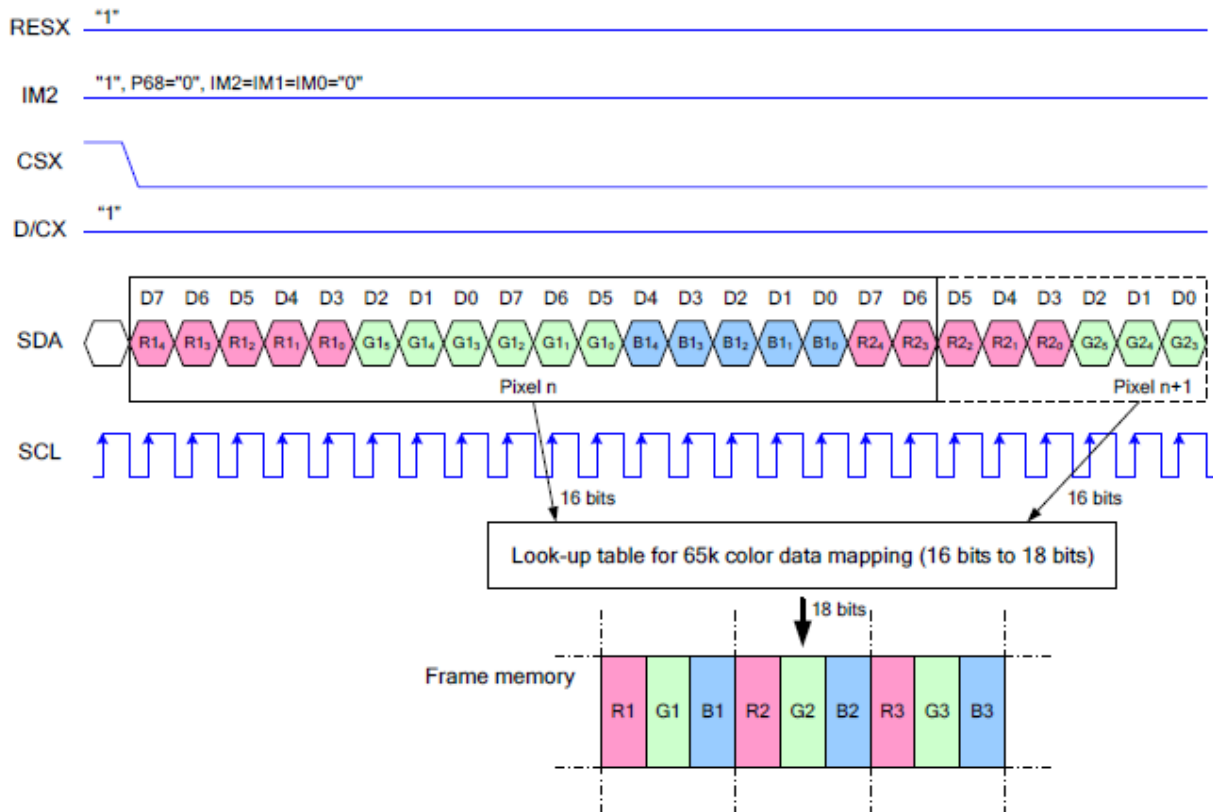 RESX "1"
IM2 "1", P68="0", IM2=IM1=IM0="0"
CSX
D/CX "1"
D7 D6 D5 D4 D3 D2 D1 D0 D7 D6 D5 D4 D3 D2 D1 D0 D7 D6 D5 D4 D3 D2 D1 D0
SDA R1₄ R1₃ R1₂ R1₁ R1₀ G1₅ G1₄ G1₃ G1₂ G1₁ G1₀ B1₄ B1₃ B1₂ B1₁ B1₀ R2₄ R2₃ R2₂ R2₁ R2₀ G2₅ G2₄ G2₃
Pixel n Pixel n+1
SCL
16 bits 16 bits
Look-up table for 65k color data mapping (16 bits to 18 bits)
18 bits
Frame memory
R1 G1 B1 R2 G2 B2 R3 G3 B3